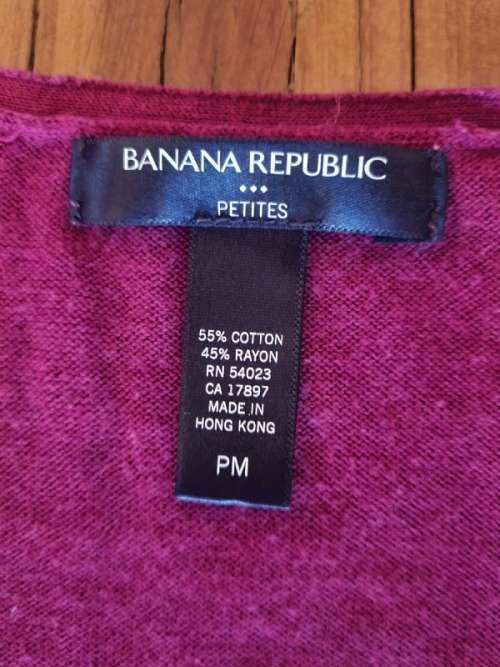 BANANA REPUBLIC
•••
PETITES
55% COTTON
45% RAYON
RN 54023
CA 17897
MADE IN
HONG KONG
PM